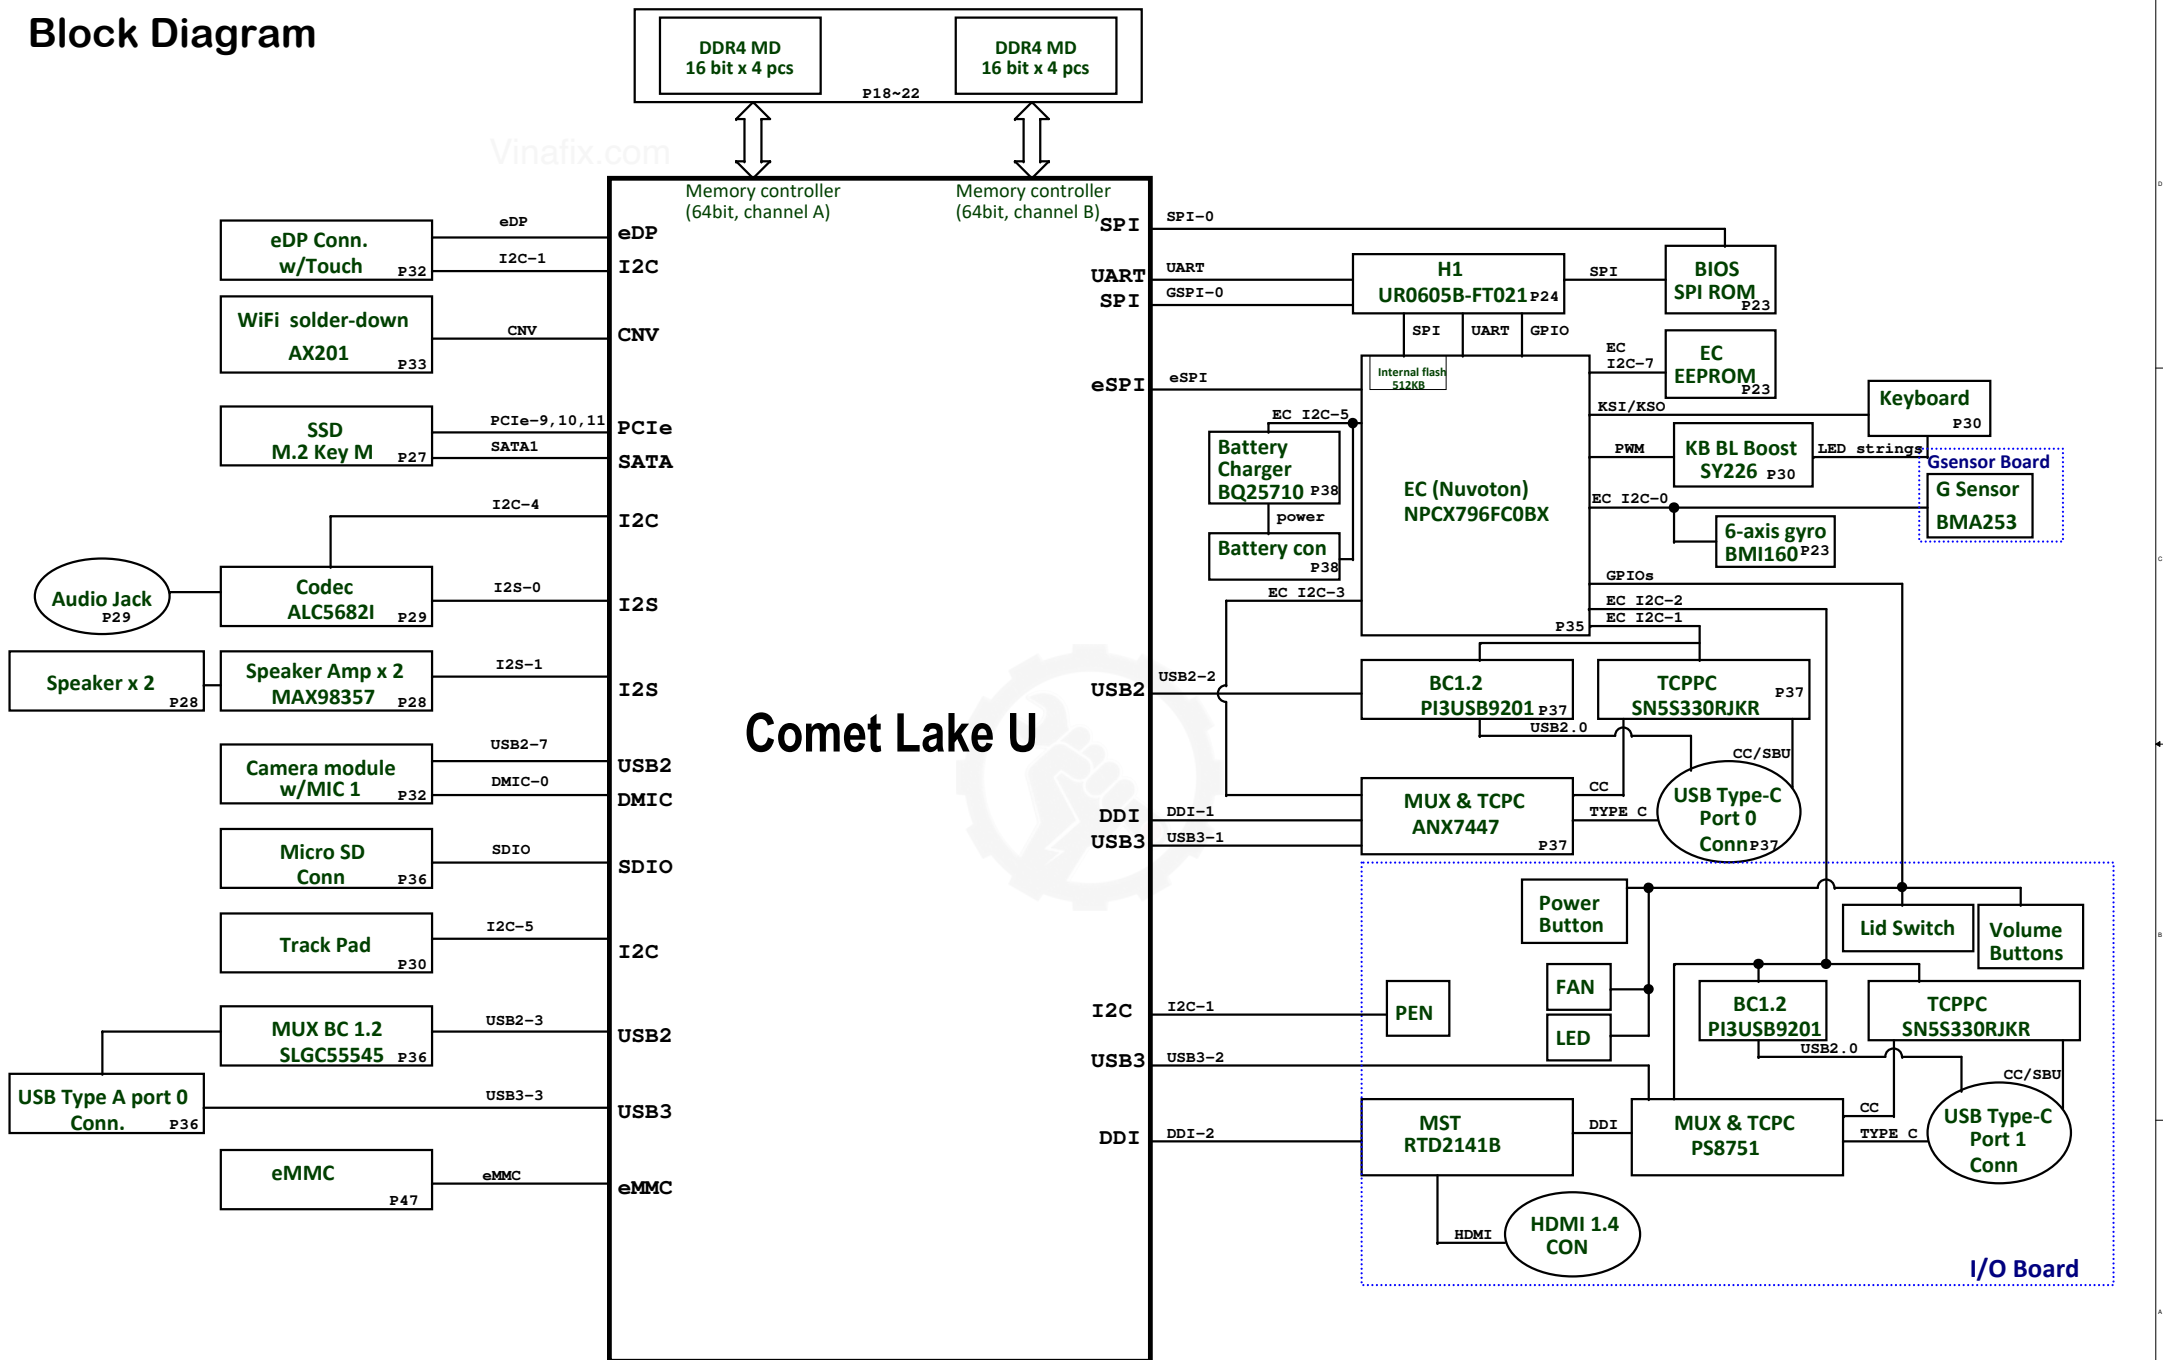 Block Diagram
DDR4 MD
16 bit x 4 pcs
DDR4 MD
16 bit x 4 pcs
P18~22
Vinafix.com
Memory controller
(64bit, channel A)
Memory controller
(64bit, channel B)
Comet Lake U
eDP Conn.
w/Touch
P32
eDP
I2C-1
eDP
I2C
WiFi solder-down
AX201
P33
CNV
CNV
SSD
M.2 Key M
P27
PCIe-9,10,11
SATA1
PCIe
SATA
I2C-4
I2C
Audio Jack
P29
Codec
ALC5682I
P29
I2S-0
I2S
Speaker x 2
P28
Speaker Amp x 2
MAX98357
P28
I2S-1
I2S
Camera module
w/MIC 1
P32
USB2-7
DMIC-0
USB2
DMIC
Micro SD
Conn
P36
SDIO
SDIO
Track Pad
P30
I2C-5
I2C
MUX BC 1.2
SLGC55545
P36
USB2-3
USB2
USB Type A port 0
Conn.
P36
USB3-3
USB3
eMMC
P47
eMMC
eMMC
SPI
SPI-0
UART
UART
SPI
GSPI-0
H1
UR0605B-FT021
P24
SPI
BIOS
SPI ROM
P23
SPI
UART
GPIO
eSPI
eSPI
Internal flash
512KB
EC (Nuvoton)
NPCX796FC0BX
P35
EC
I2C-7
EC
EEPROM
P23
KSI/KSO
Keyboard
P30
PWM
KB BL Boost
SY226
P30
LED strings
Gsensor Board
G Sensor
BMA253
EC I2C-0
6-axis gyro
BMI160
P23
EC I2C-5
Battery
Charger
BQ25710
P38
power
Battery con
P38
EC I2C-3
GPIOs
EC I2C-2
EC I2C-1
USB2
USB2-2
BC1.2
PI3USB9201
P37
TCPPC
SN5S330RJKR
P37
USB2.0
CC/SBU
DDI
DDI-1
USB3
USB3-1
MUX & TCPC
ANX7447
P37
CC
TYPE C
USB Type-C
Port 0
Conn
P37
Power
Button
Lid Switch
Volume
Buttons
FAN
LED
I2C
I2C-1
PEN
BC1.2
PI3USB9201
TCPPC
SN5S330RJKR
USB2.0
CC/SBU
USB3
USB3-2
DDI
DDI-2
MST
RTD2141B
DDI
MUX & TCPC
PS8751
CC
TYPE C
USB Type-C
Port 1
Conn
HDMI
HDMI 1.4
CON
I/O Board
D
C
B
A